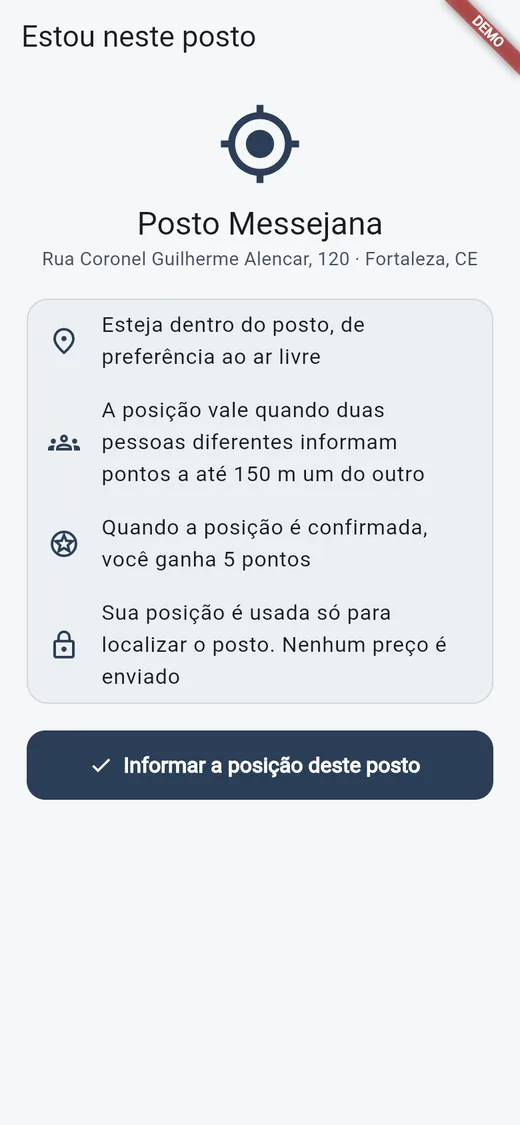 Estou neste posto
DEMO
Posto Messejana
Rua Coronel Guilherme Alencar, 120 · Fortaleza, CE
Esteja dentro do posto, de
preferência ao ar livre
A posição vale quando duas
pessoas diferentes informam
pontos a até 150 m um do outro
Quando a posição é confirmada,
você ganha 5 pontos
Sua posição é usada só para
localizar o posto. Nenhum preço é
enviado
Informar a posição deste posto